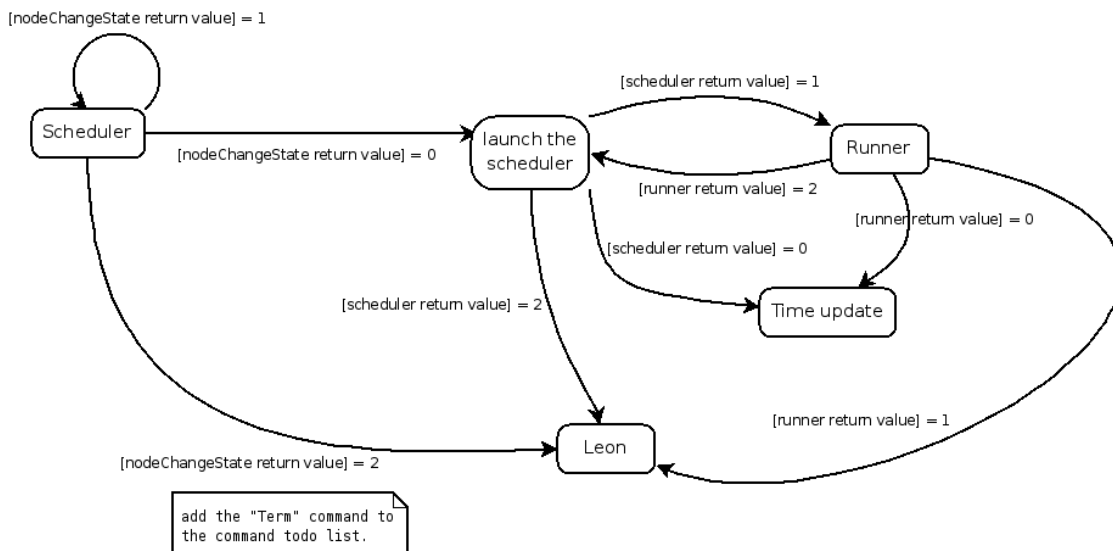 [nodeChangeState return value] = 1
[scheduler return value] = 1
Scheduler
launch the
scheduler
Runner
[nodeChangeState return value] = 0
[runner return value] = 2
[runner return value] = 0
[scheduler return value] = 0
[scheduler return value] = 2
Time update
[runner return value] = 1
Leon
[nodeChangeState return value] = 2
add the "Term" command to
the command todo list.